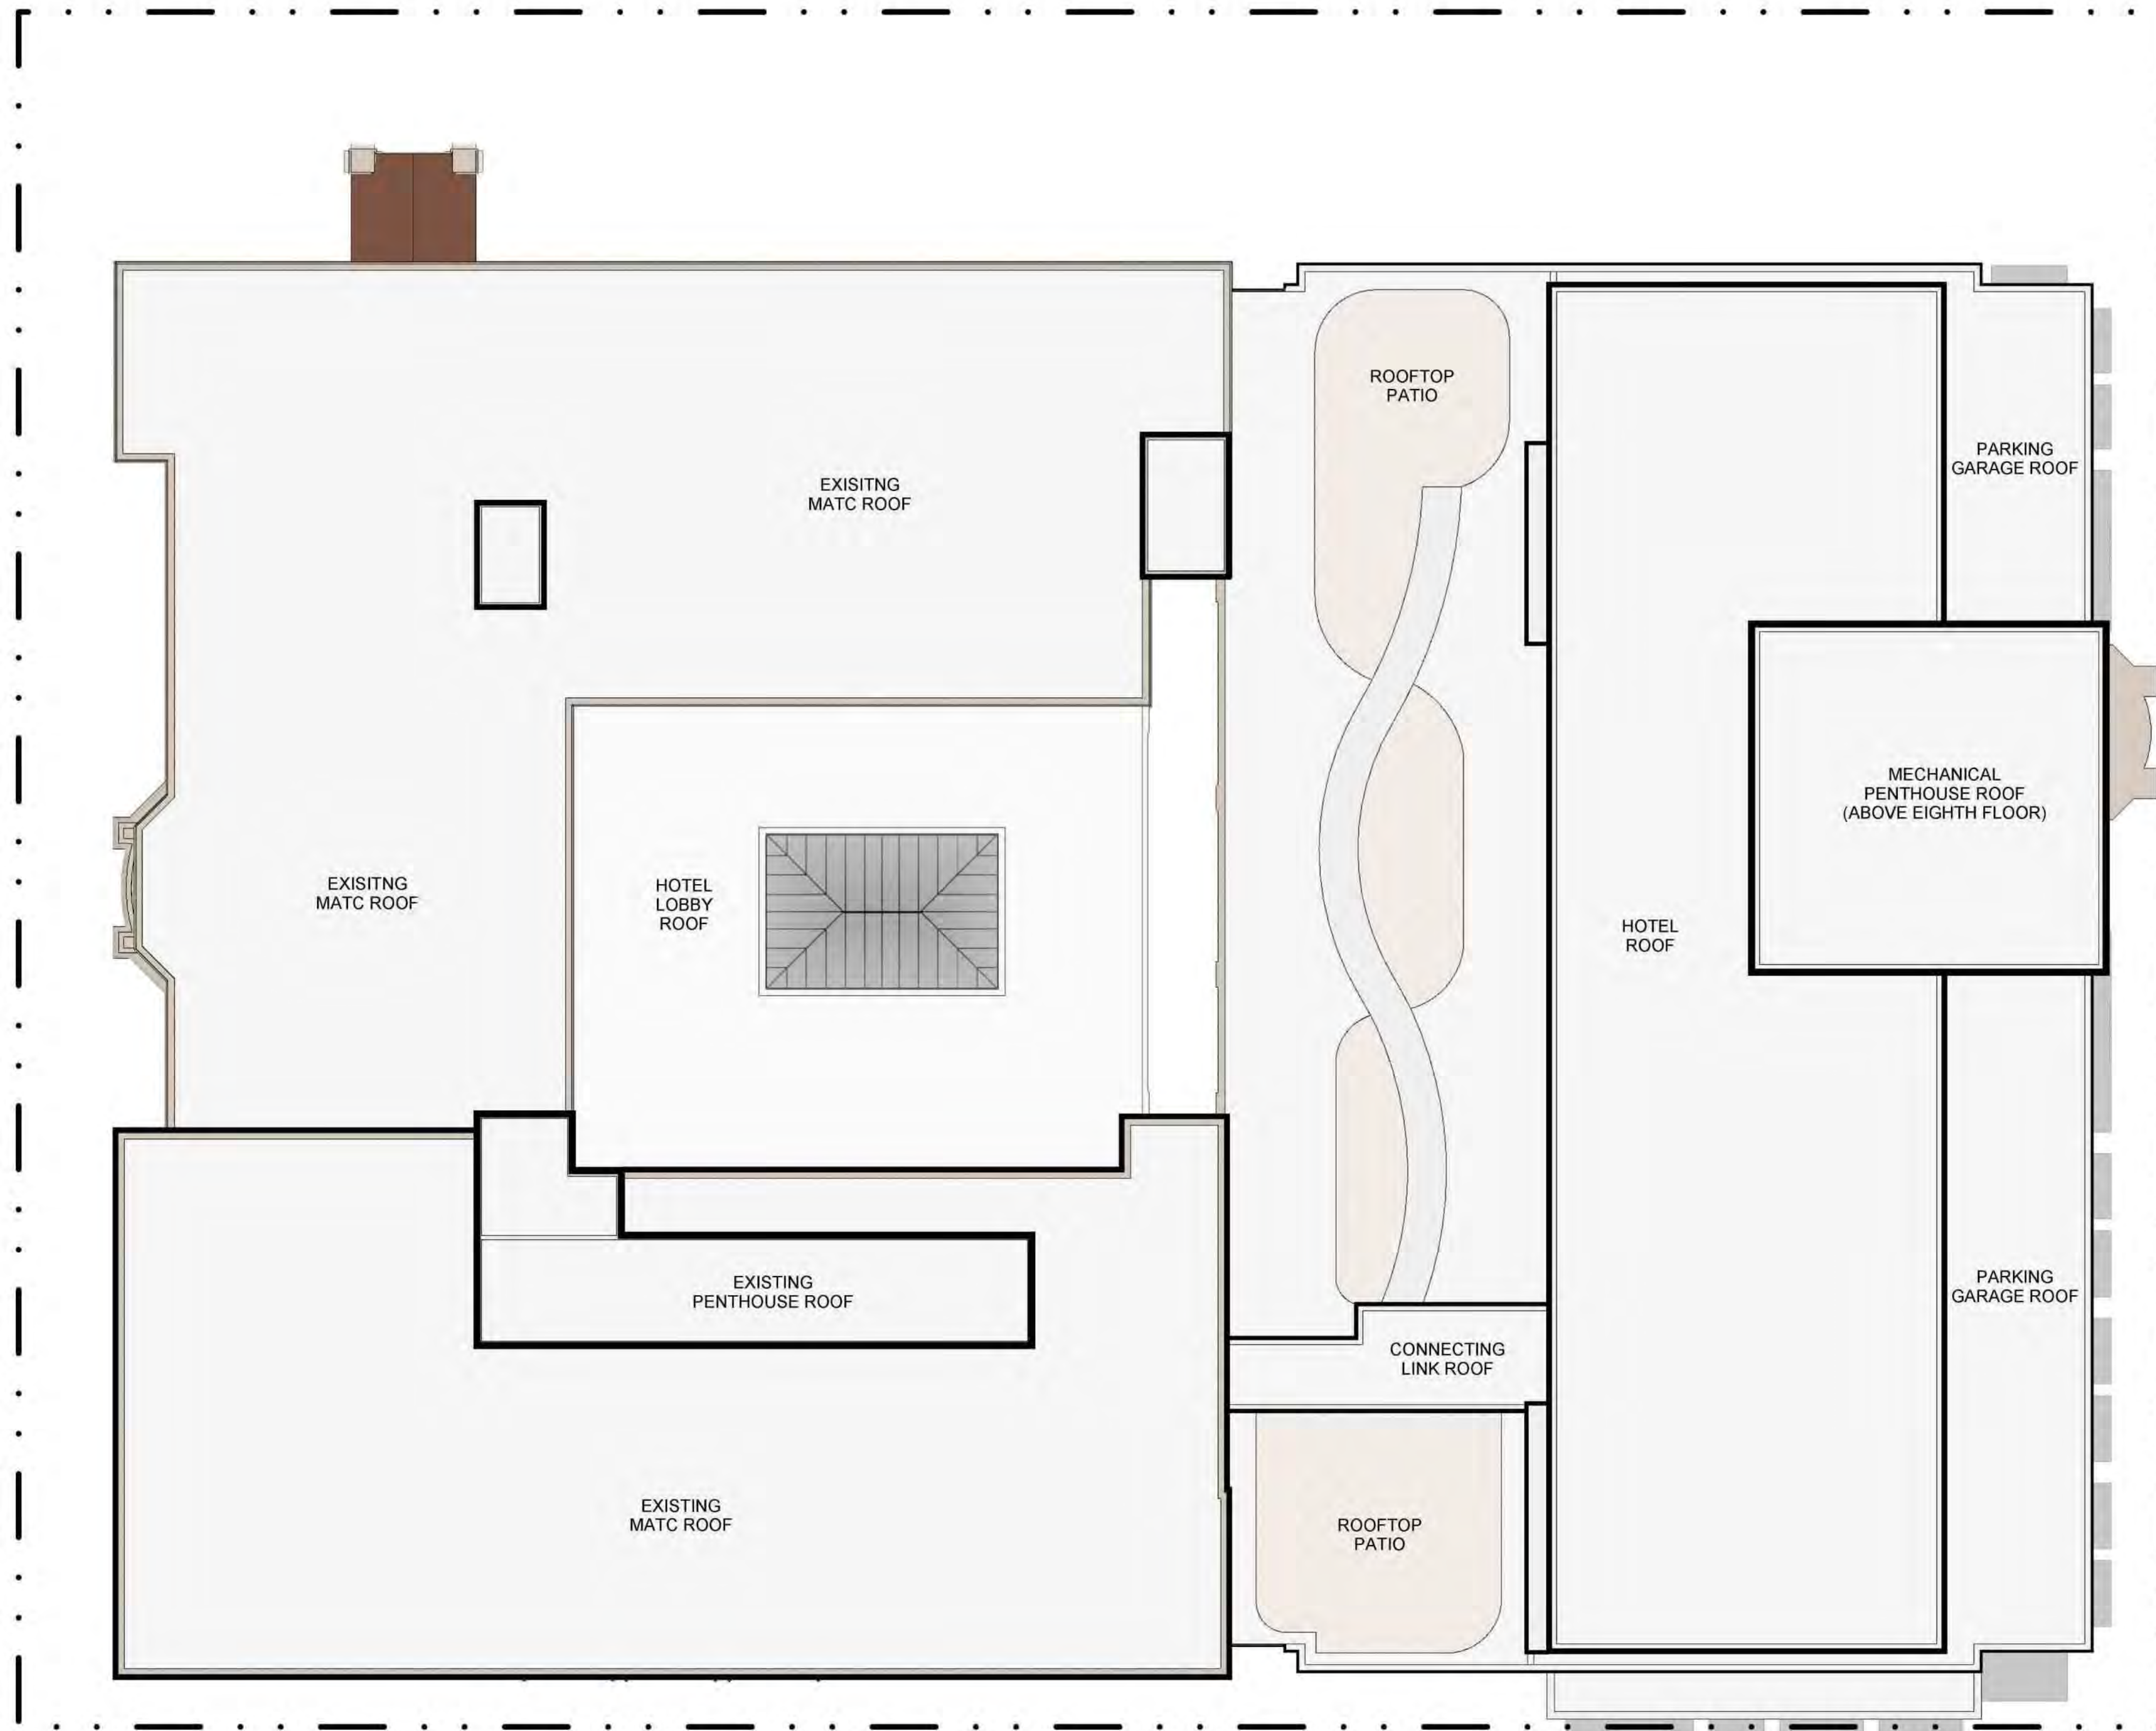 ROOFTOP
PATIO
PARKING
GARAGE ROOF
EXISITNG
MATC ROOF
MECHANICAL
PENTHOUSE ROOF
(ABOVE EIGHTH FLOOR)
EXISITNG
MATC ROOF
HOTEL
LOBBY
ROOF
HOTEL
ROOF
EXISTING
PENTHOUSE ROOF
PARKING
GARAGE ROOF
CONNECTING
LINK ROOF
EXISTING
MATC ROOF
ROOFTOP
PATIO